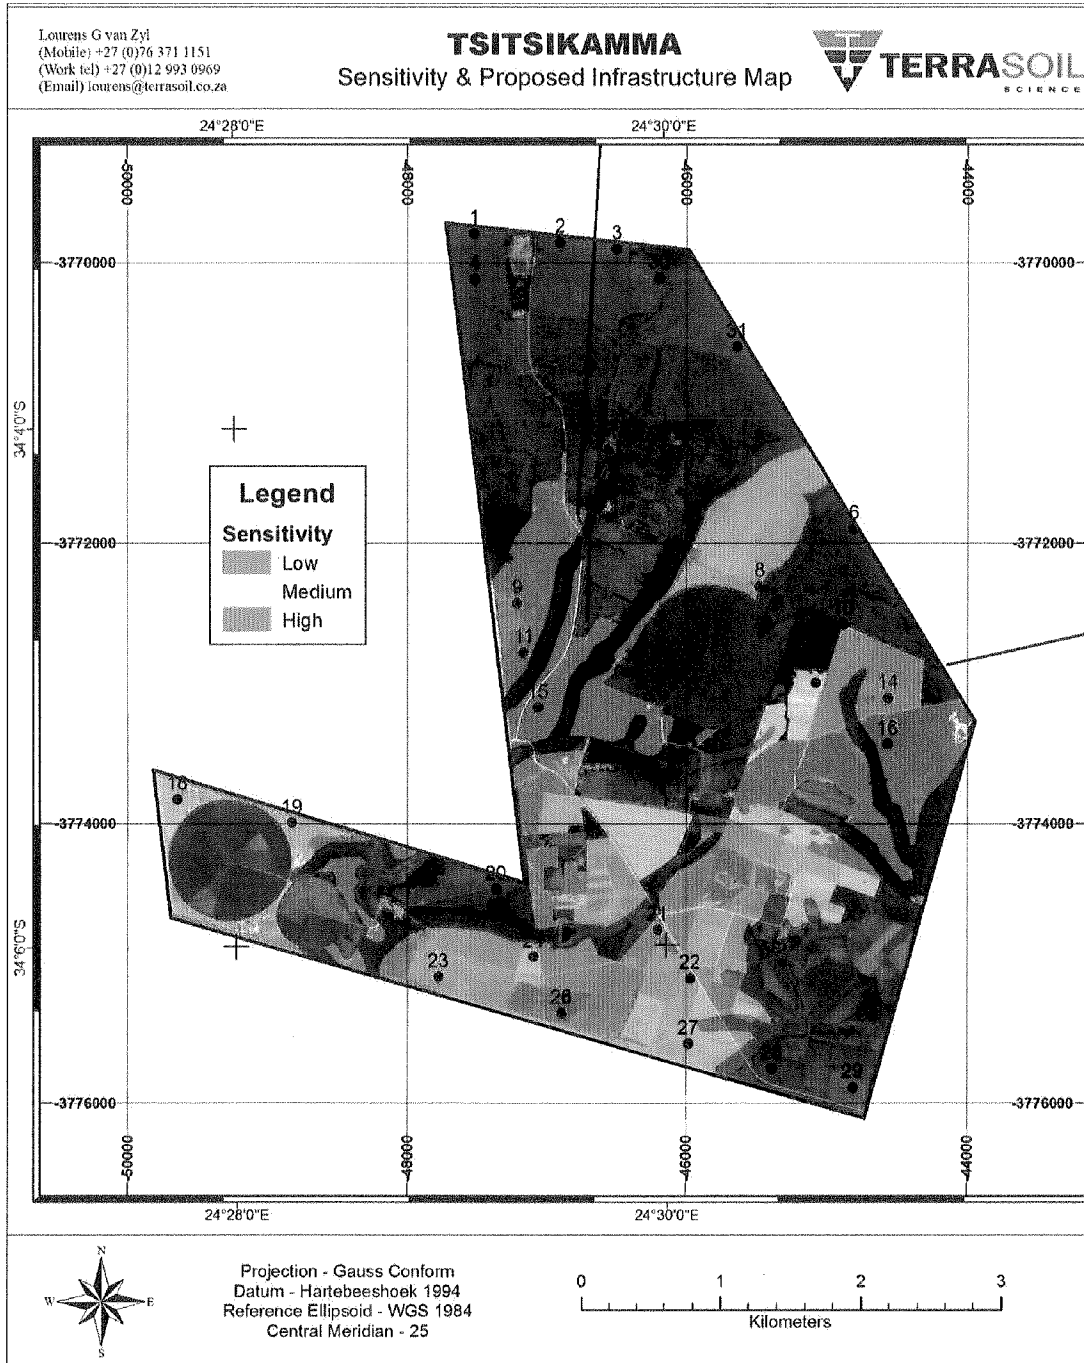 Lourens G van Zyl
(Mobile) +27 (0)76 371 1151
(Work tel) +27 (0)12 993 0969
(Email) lourens@terrasoil.co.za
TSITSIKAMMA
Sensitivity & Proposed Infrastructure Map
TERRASOIL
SCIENCE
24°28'0"E
24°30'0"E
-50000
-48000
-46000
-44000
1
2
3
-3770000
-3770000
31
34°4'0"S
Legend
Sensitivity
Low
Medium
High
6
-3772000
-3772000
8
9
11
14
16
18
19
-3774000
-3774000
20
34°6'0"S
21
22
23
26
27
29
-3776000
-3776000
-50000
-48000
-46000
-44000
24°28'0"E
24°30'0"E
N
W
E
S
Projection - Gauss Conform
Datum - Hartebeeshoek 1994
Reference Ellipsoid - WGS 1984
Central Meridian - 25
0
1
2
3
Kilometers